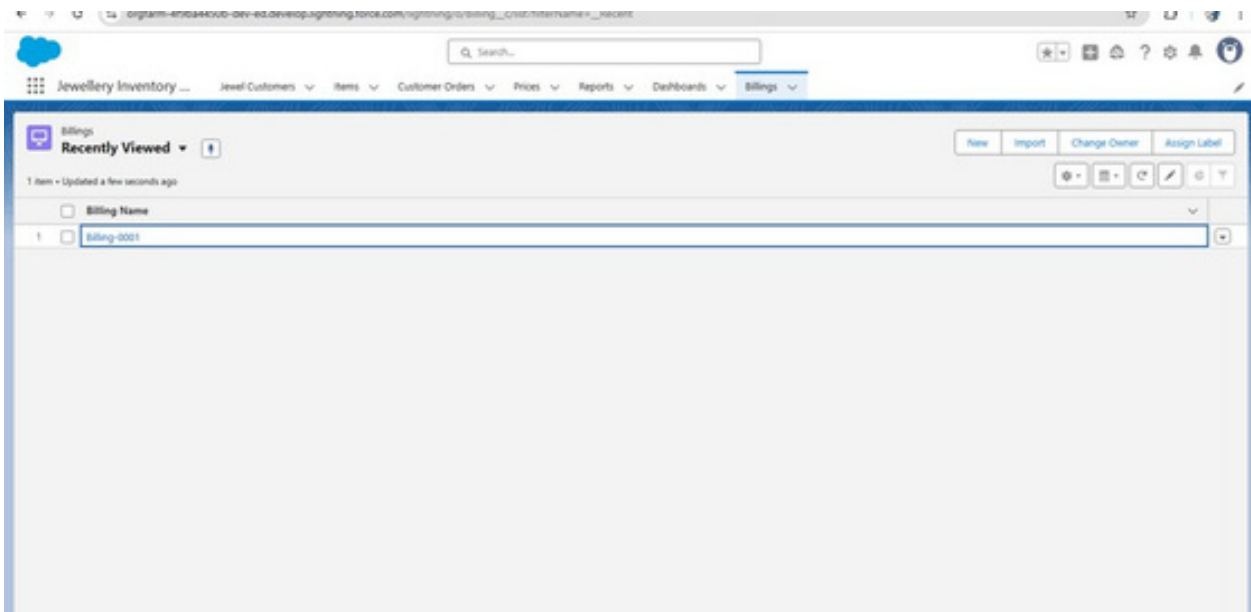 Search...
Jewellery Inventory ... Jewel Customers Items Customer Orders Prices Reports Dashboards Billings
Billings
Recently Viewed
New Import Change Owner Assign Label
1 item • Updated a few seconds ago
Billing Name
1 Billing-0001